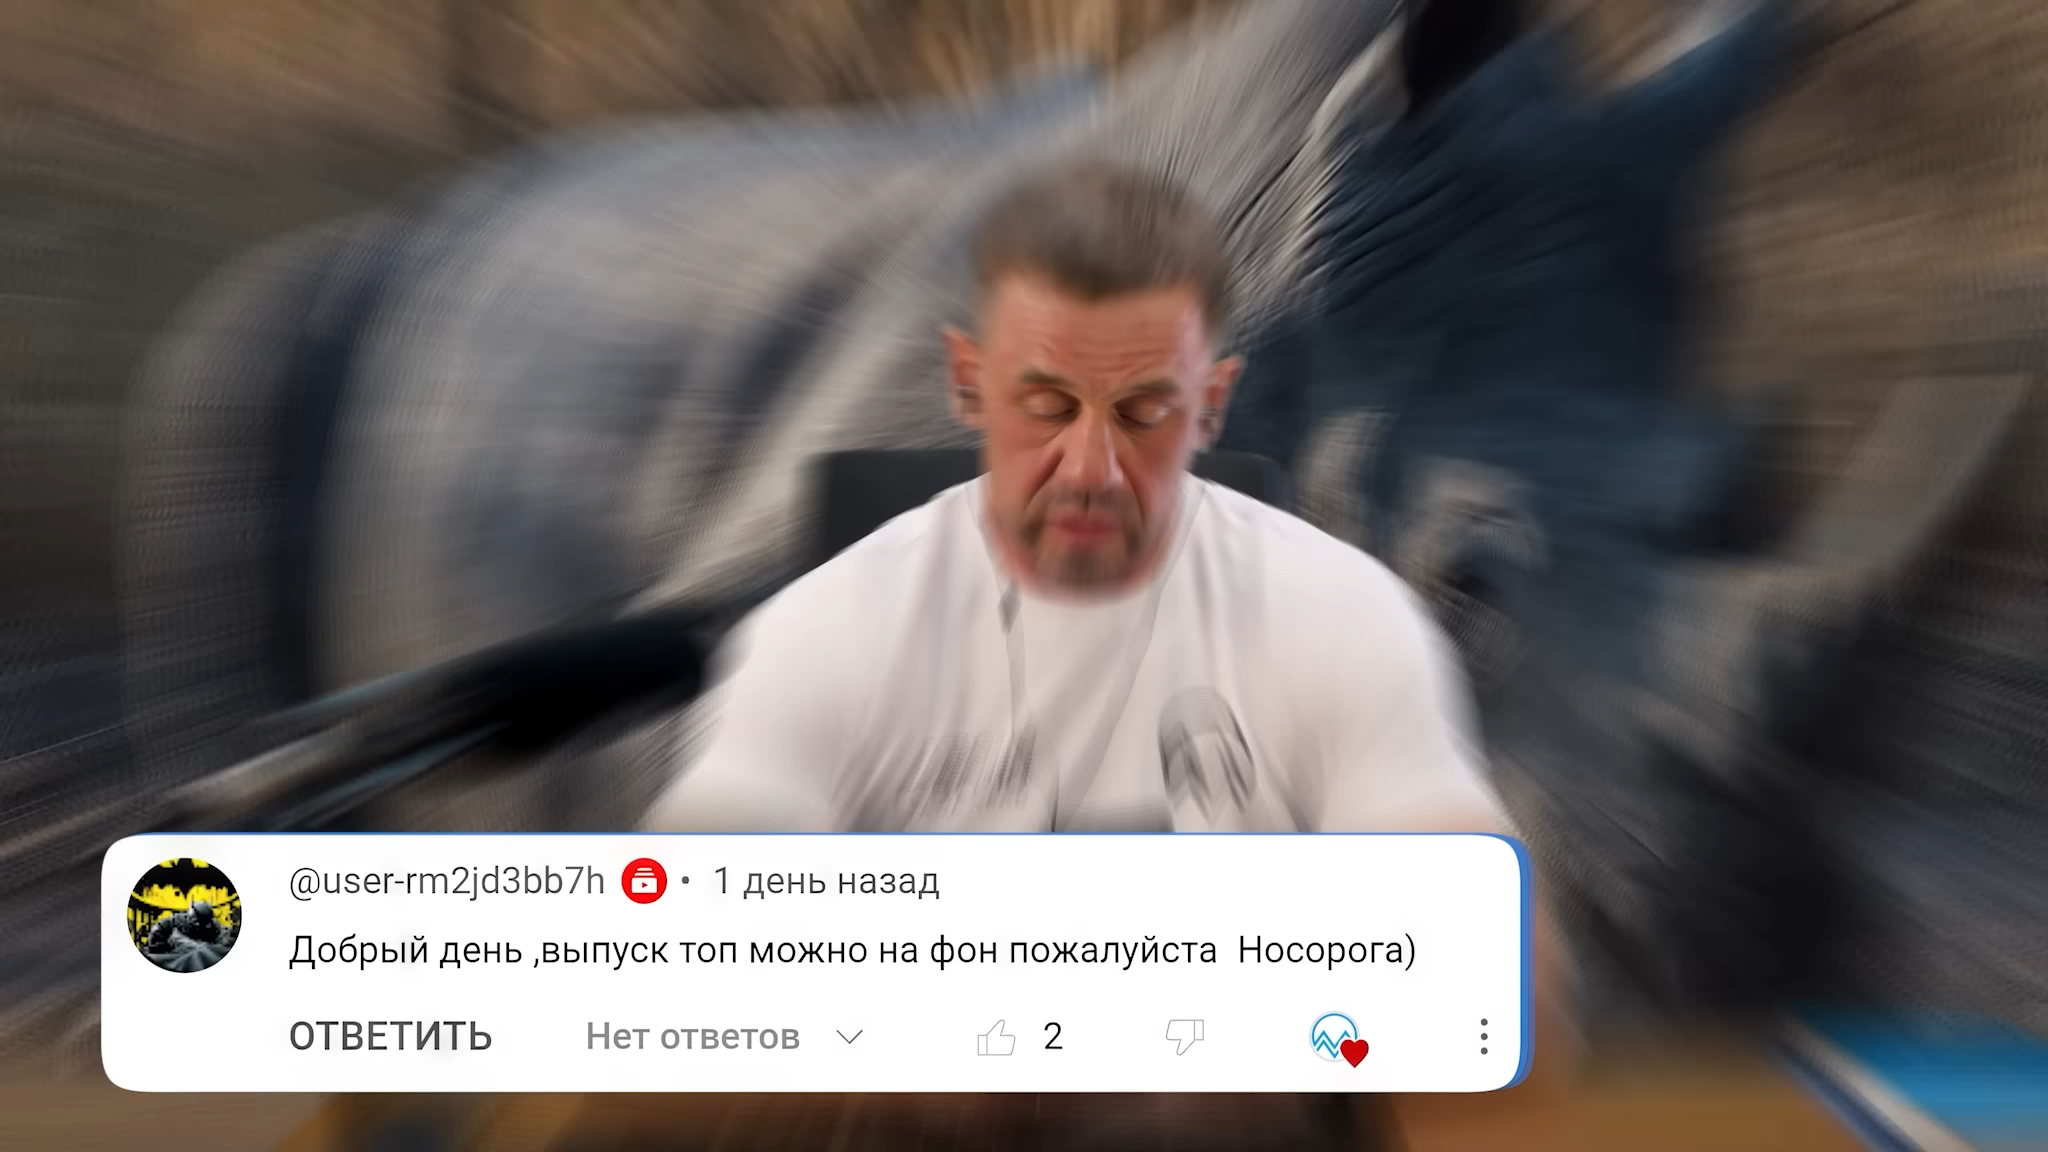 @user-rm2jd3bb7h • 1 день назад
Добрый день ,выпуск топ можно на фон пожалуйста  Носорога)
ОТВЕТИТЬ Нет ответов 2